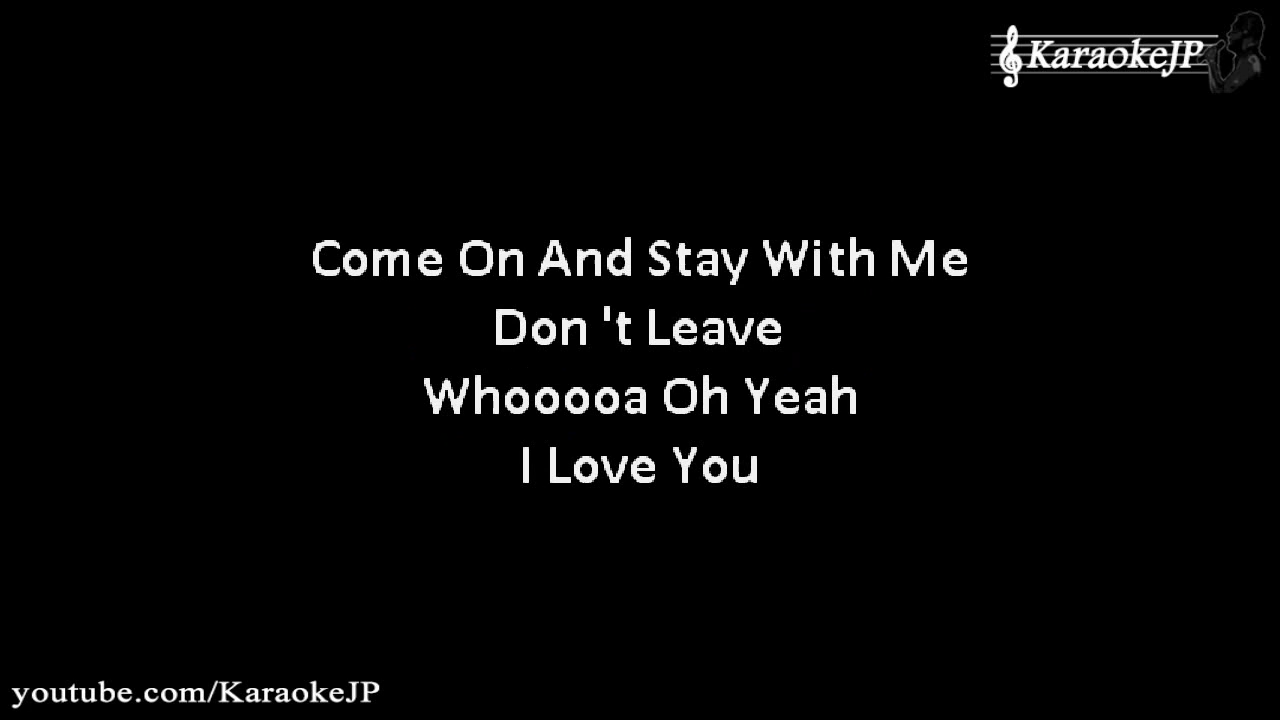 KaraokeJP
Come On And Stay With Me
Don 't Leave
Whooooa Oh Yeah
I Love You
youtube.com/KaraokeJP